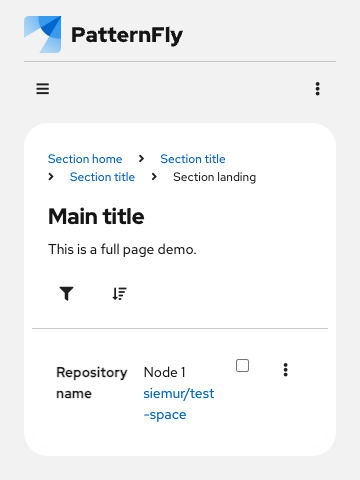 PatternFly
Section home > Section title
> Section title > Section landing
Main title
This is a full page demo.
Repository name
Node 1
siemur/test
-space